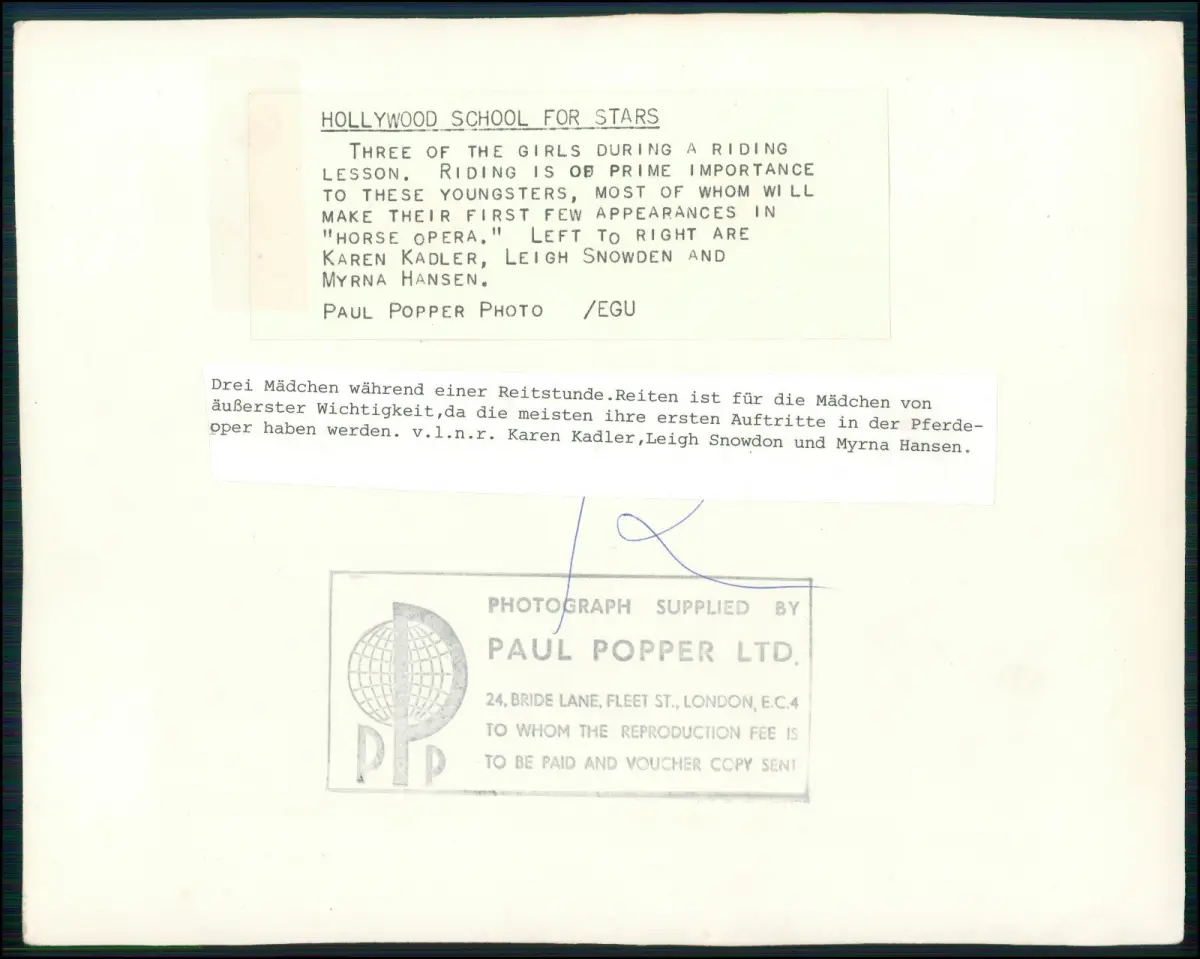 HOLLYWOOD SCHOOL FOR STARS
THREE OF THE GIRLS DURING A RIDING
LESSON. RIDING IS OF PRIME IMPORTANCE
TO THESE YOUNGSTERS, MOST OF WHOM WILL
MAKE THEIR FIRST FEW APPEARANCES IN
"HORSE OPERA." LEFT TO RIGHT ARE
KAREN KADLER, LEIGH SNOWDEN AND
MYRNA HANSEN.
PAUL POPPER PHOTO /EGU
Drei Mädchen während einer Reitstunde.Reiten ist für die Mädchen von
äußerster Wichtigkeit,da die meisten ihre ersten Auftritte in der Pferde-
oper haben werden. v.l.n.r. Karen Kadler,Leigh Snowdon und Myrna Hansen.
PHOTOGRAPH SUPPLIED BY
PAUL POPPER LTD.
24, BRIDE LANE, FLEET ST., LONDON, E.C.4
TO WHOM THE REPRODUCTION FEE IS
TO BE PAID AND VOUCHER COPY SENT
PPP